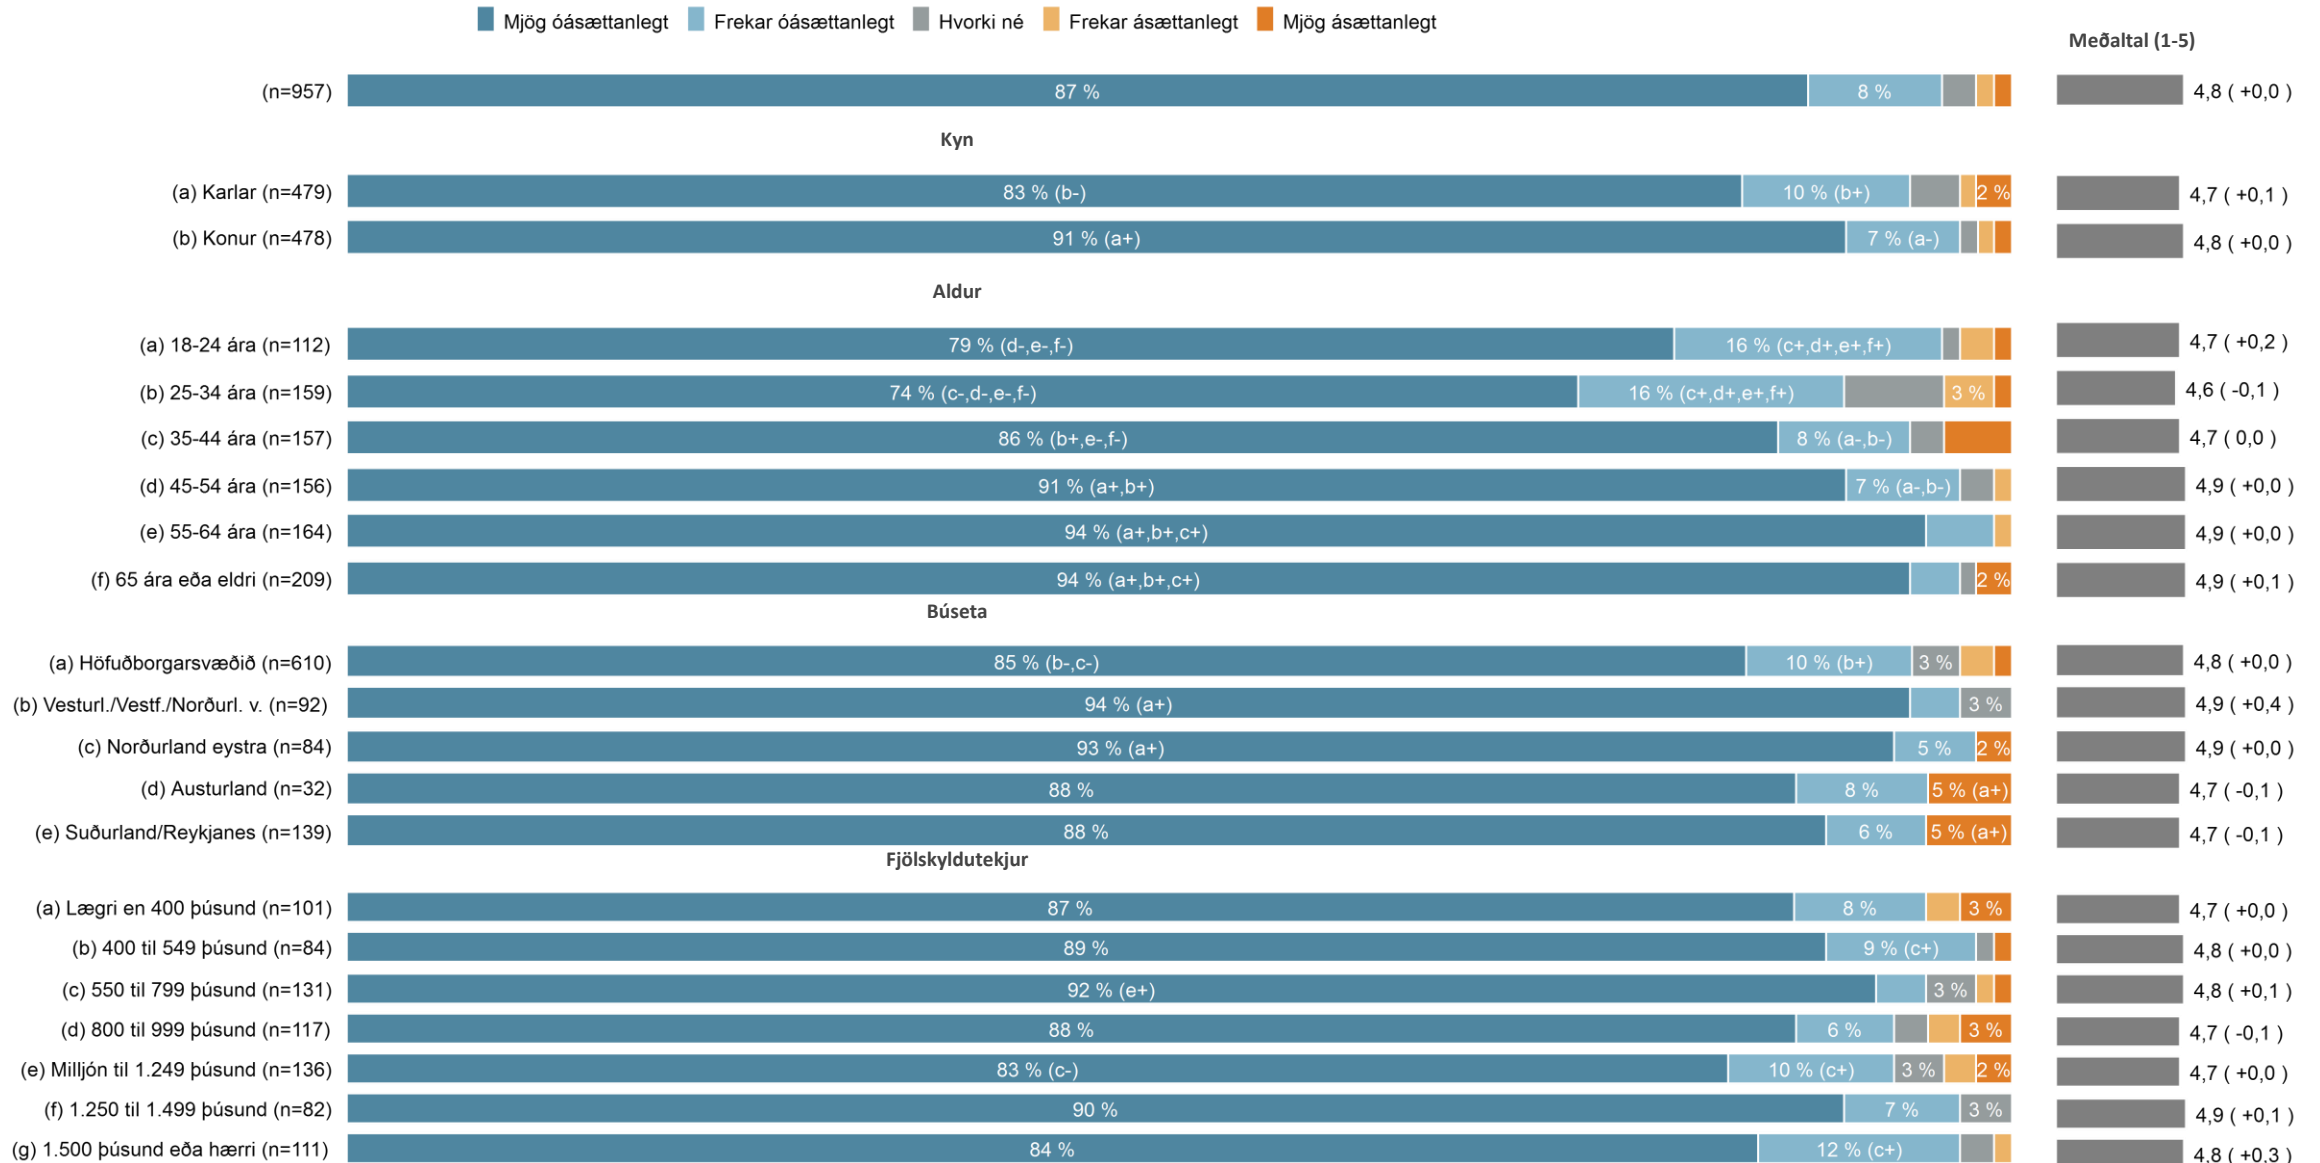 Mjög óásættanlegt Frekar óásættanlegt Hvorki né Frekar ásættanlegt Mjög ásættanlegt
Meðaltal (1-5)
(n=957) 87 % 8 % 4,8 ( +0,0 )
Kyn
(a) Karlar (n=479) 83 % (b-) 10 % (b+) 2 % 4,7 ( +0,1 )
(b) Konur (n=478) 91 % (a+) 7 % (a-) 4,8 ( +0,0 )
Aldur
(a) 18-24 ára (n=112) 79 % (d-,e-,f-) 16 % (c+,d+,e+,f+) 4,7 ( +0,2 )
(b) 25-34 ára (n=159) 74 % (c-,d-,e-,f-) 16 % (c+,d+,e+,f+) 3 % 4,6 ( -0,1 )
(c) 35-44 ára (n=157) 86 % (b+,e-,f-) 8 % (a-,b-) 4,7 ( 0,0 )
(d) 45-54 ára (n=156) 91 % (a+,b+) 7 % (a-,b-) 4,9 ( +0,0 )
(e) 55-64 ára (n=164) 94 % (a+,b+,c+) 4,9 ( +0,0 )
(f) 65 ára eða eldri (n=209) 94 % (a+,b+,c+) 2 % 4,9 ( +0,1 )
Búseta
(a) Höfuðborgarsvæðið (n=610) 85 % (b-,c-) 10 % (b+) 3 % 4,8 ( +0,0 )
(b) Vesturl./Vestf./Norðurl. v. (n=92) 94 % (a+) 3 % 4,9 ( +0,4 )
(c) Norðurland eystra (n=84) 93 % (a+) 5 % 2 % 4,9 ( +0,0 )
(d) Austurland (n=32) 88 % 8 % 5 % (a+) 4,7 ( -0,1 )
(e) Suðurland/Reykjanes (n=139) 88 % 6 % 5 % (a+) 4,7 ( -0,1 )
Fjölskyldutekjur
(a) Lægri en 400 þúsund (n=101) 87 % 8 % 3 % 4,7 ( +0,0 )
(b) 400 til 549 þúsund (n=84) 89 % 9 % (c+) 4,8 ( +0,0 )
(c) 550 til 799 þúsund (n=131) 92 % (e+) 3 % 4,8 ( +0,1 )
(d) 800 til 999 þúsund (n=117) 88 % 6 % 3 % 4,7 ( -0,1 )
(e) Milljón til 1.249 þúsund (n=136) 83 % (c-) 10 % (c+) 3 % 2 % 4,7 ( +0,0 )
(f) 1.250 til 1.499 þúsund (n=82) 90 % 7 % 3 % 4,9 ( +0,1 )
(g) 1.500 þúsund eða hærri (n=111) 84 % 12 % (c+) 4,8 ( +0,3 )